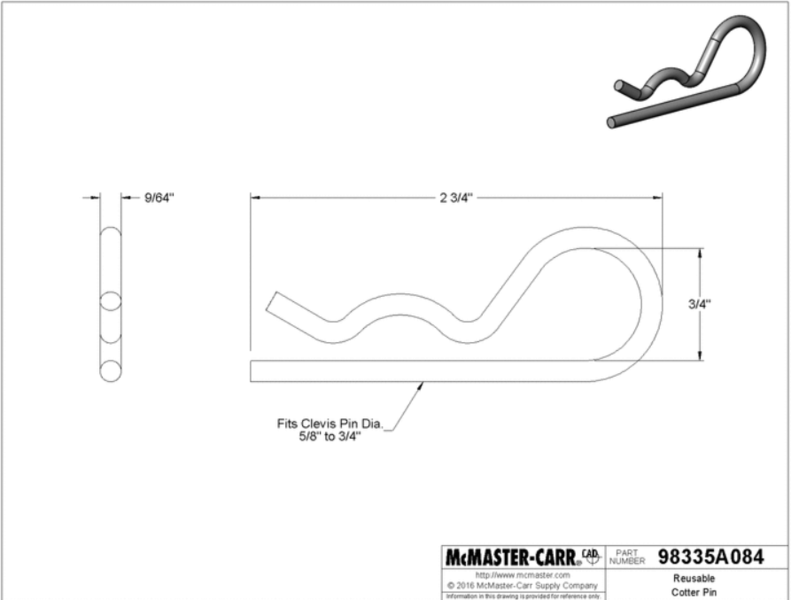 9/64"
2 3/4"
3/4"
Fits Clevis Pin Dia.
5/8" to 3/4"
McMASTER-CARR® CAD
http://www.mcmaster.com
© 2016 McMaster-Carr Supply Company
Information in this drawing is provided for reference only.
PART
NUMBER
98335A084
Reusable
Cotter Pin